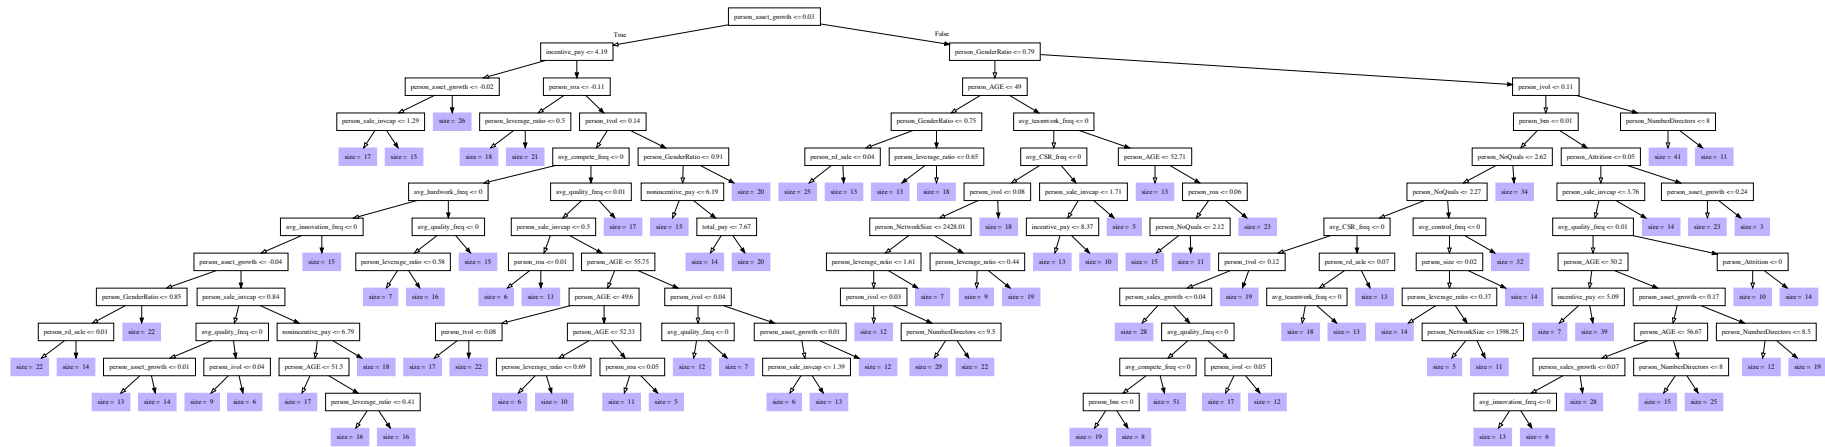 person_asset_growth <= 0.03
True
False
incentive_pay <= 4.19
person_GenderRatio <= 0.79
person_asset_growth <= -0.02
person_roa <= -0.11
person_AGE <= 49
person_ivol <= 0.11
person_sale_invcap <= 1.29
size = 26
person_leverage_ratio <= 0.5
person_tvol <= 0.14
person_GenderRatio <= 0.75
avg_teamwork_freq <= 0
person_bm <= 0.01
person_NumberDirectors <= 8
size = 17
size = 15
size = 18
size = 21
avg_compete_freq <= 0
person_GenderRatio <= 0.91
person_rd_sale <= 0.04
person_leverage_ratio <= 0.65
avg_CSR_freq <= 0
person_AGE <= 52.71
person_NoQuals <= 2.62
person_Attrition <= 0.05
size = 41
size = 11
avg_hardwork_freq <= 0
avg_quality_freq <= 0.01
nonincentive_pay <= 6.19
size = 20
size = 25
size = 13
size = 13
size = 18
person_ivol <= 0.08
person_sale_invcap <= 1.71
size = 13
person_roa <= 0.06
person_NoQuals <= 2.27
size = 34
person_sale_invcap <= 3.76
person_asset_growth <= 0.24
avg_innovation_freq <= 0
avg_quality_freq <= 0
person_sale_invcap <= 0.5
size = 17
size = 15
total_pay <= 7.67
person_NetworkSize <= 2428.01
size = 18
incentive_pay <= 8.37
size = 5
person_NoQuals <= 2.12
size = 23
avg_CSR_freq <= 0
avg_control_freq <= 0
avg_quality_freq <= 0.01
size = 14
size = 23
size = 3
person_asset_growth <= -0.04
size = 15
person_leverage_ratio <= 0.58
size = 15
person_roa <= 0.01
person_AGE <= 55.75
size = 14
size = 20
person_leverage_ratio <= 1.61
person_leverage_ratio <= 0.44
size = 13
size = 10
size = 15
size = 11
person_tvol <= 0.12
person_rd_sale <= 0.07
person_size <= 0.02
size = 32
person_AGE <= 50.2
person_Attrition <= 0
person_GenderRatio <= 0.85
person_sale_invcap <= 0.84
size = 7
size = 16
size = 6
size = 13
person_AGE <= 49.6
person_ivol <= 0.04
person_ivol <= 0.03
size = 7
size = 9
size = 19
person_sales_growth <= 0.04
size = 19
avg_teamwork_freq <= 0
size = 13
person_leverage_ratio <= 0.37
size = 14
incentive_pay <= 5.09
person_asset_growth <= 0.17
size = 10
size = 14
person_rd_sale <= 0.01
size = 22
avg_quality_freq <= 0
nonincentive_pay <= 6.79
person_tvol <= 0.08
person_AGE <= 52.33
avg_quality_freq <= 0
person_asset_growth <= 0.01
size = 12
person_NumberDirectors <= 9.5
size = 28
avg_quality_freq <= 0
size = 18
size = 13
size = 14
person_NetworkSize <= 1598.25
size = 7
size = 39
person_AGE <= 56.67
person_NumberDirectors <= 8.5
size = 22
size = 14
person_asset_growth <= 0.01
person_ivol <= 0.04
person_AGE <= 51.5
size = 18
size = 17
size = 22
person_leverage_ratio <= 0.69
person_roa <= 0.05
size = 12
size = 7
person_sale_invcap <= 1.39
size = 12
size = 29
size = 22
avg_compete_freq <= 0
person_ivol <= 0.05
size = 5
size = 11
person_sales_growth <= 0.07
person_NumberDirectors <= 8
size = 12
size = 19
size = 13
size = 14
size = 9
size = 6
size = 17
person_leverage_ratio <= 0.41
size = 6
size = 10
size = 11
size = 5
size = 6
size = 13
person_bm <= 0
size = 51
size = 17
size = 12
avg_innovation_freq <= 0
size = 28
size = 15
size = 25
size = 16
size = 16
size = 19
size = 8
size = 13
size = 6